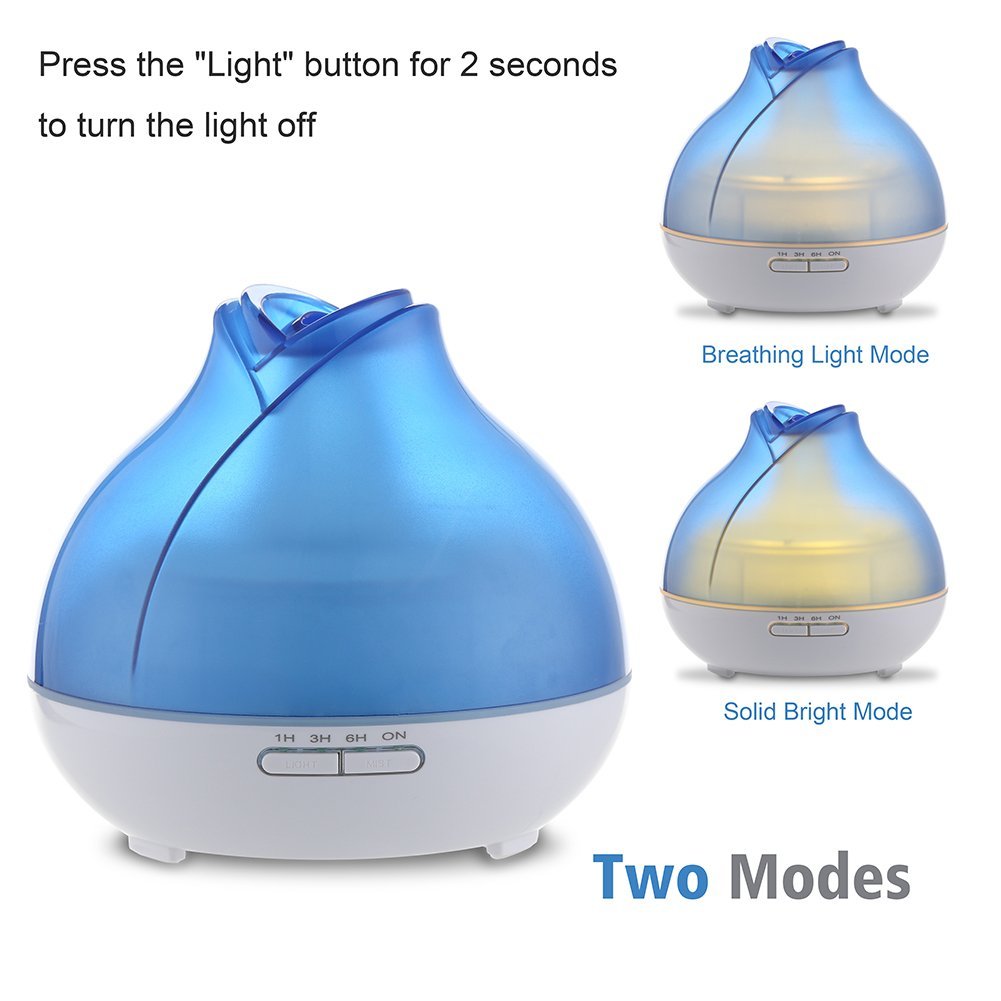 Press the "Light" button for 2 seconds
to turn the light off
1H 3H 6H ON
Breathing Light Mode
1H 3H 6H ON
Solid Bright Mode
1H 3H 6H ON
LIGHT MIST
Two Modes